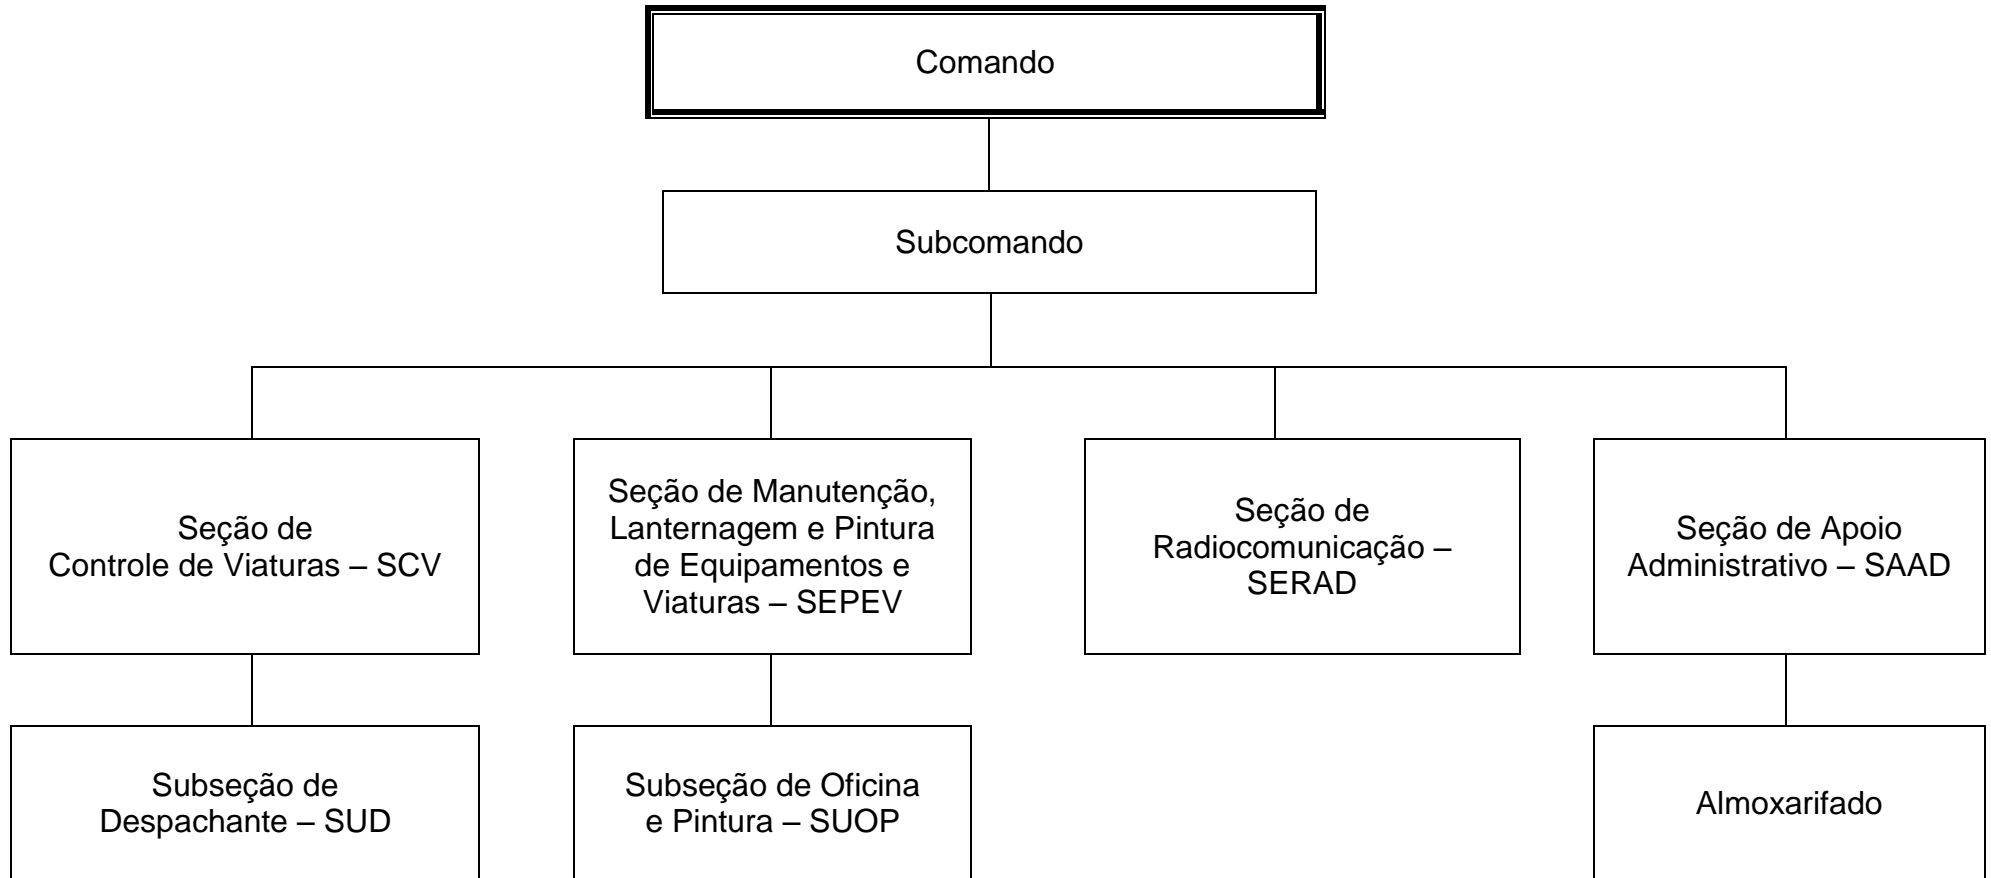 Comando
Subcomando
Seção de
Controle de Viaturas – SCV
Seção de Manutenção,
Lanternagem e Pintura
de Equipamentos e
Viaturas – SEPEV
Seção de
Radiocomunicação –
SERAD
Seção de Apoio
Administrativo – SAAD
Subseção de
Despachante – SUD
Subseção de Oficina
e Pintura – SUOP
Almoxarifado